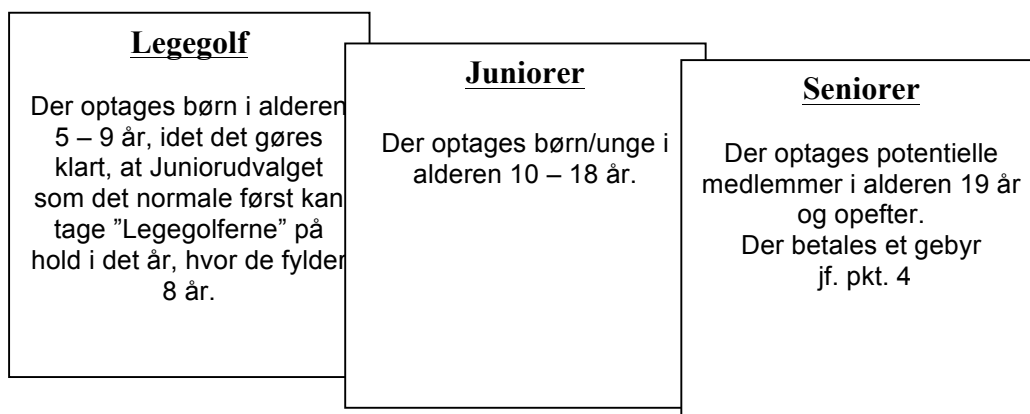 Legegolf
Der optages børn i alderen
5 – 9 år, idet det gøres
klart, at Juniorudvalget
som det normale først kan
tage ”Legegolferne” på
hold i det år, hvor de fylder
8 år.
Juniorer
Der optages børn/unge i
alderen 10 – 18 år.
Seniorer
Der optages potentielle
medlemmer i alderen 19 år
og opefter.
Der betales et gebyr
jf. pkt. 4